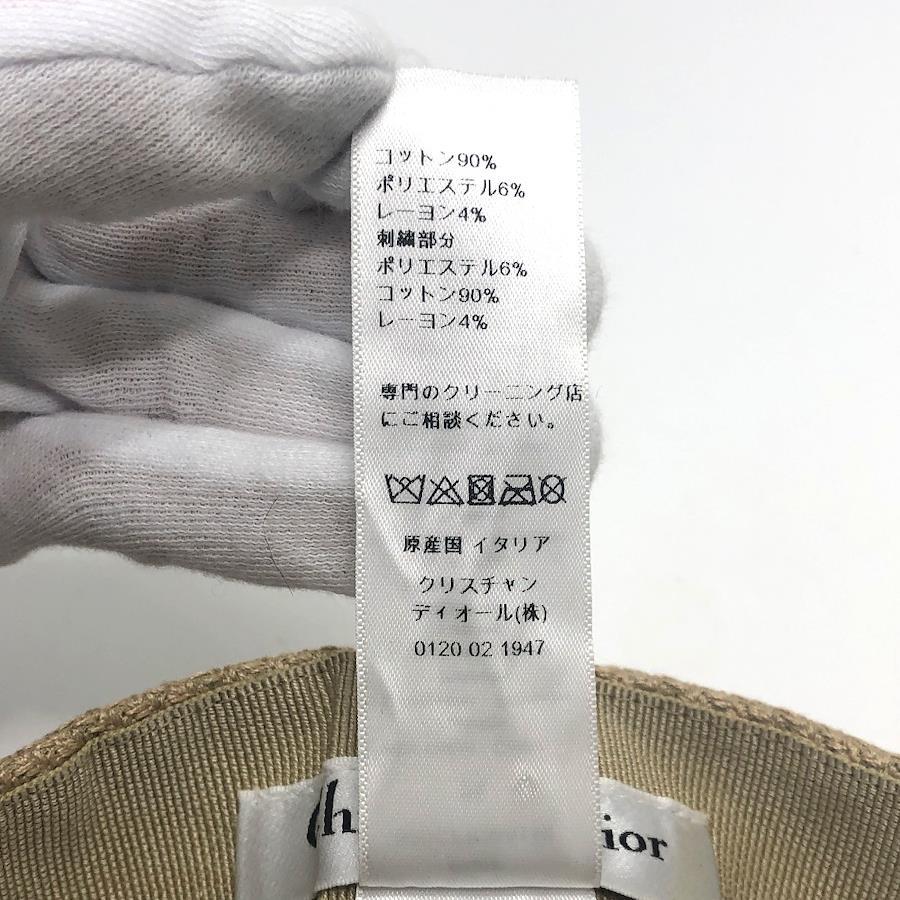 コットン90%
ポリエステル6%
レーヨン4%
刺繍部分
ポリエステル6%
コットン90%
レーヨン4%
専門のクリーニング店
にご相談ください。
原産国 イタリア
クリスチャン
ディオール(株)
0120 02 1947
Ch ior